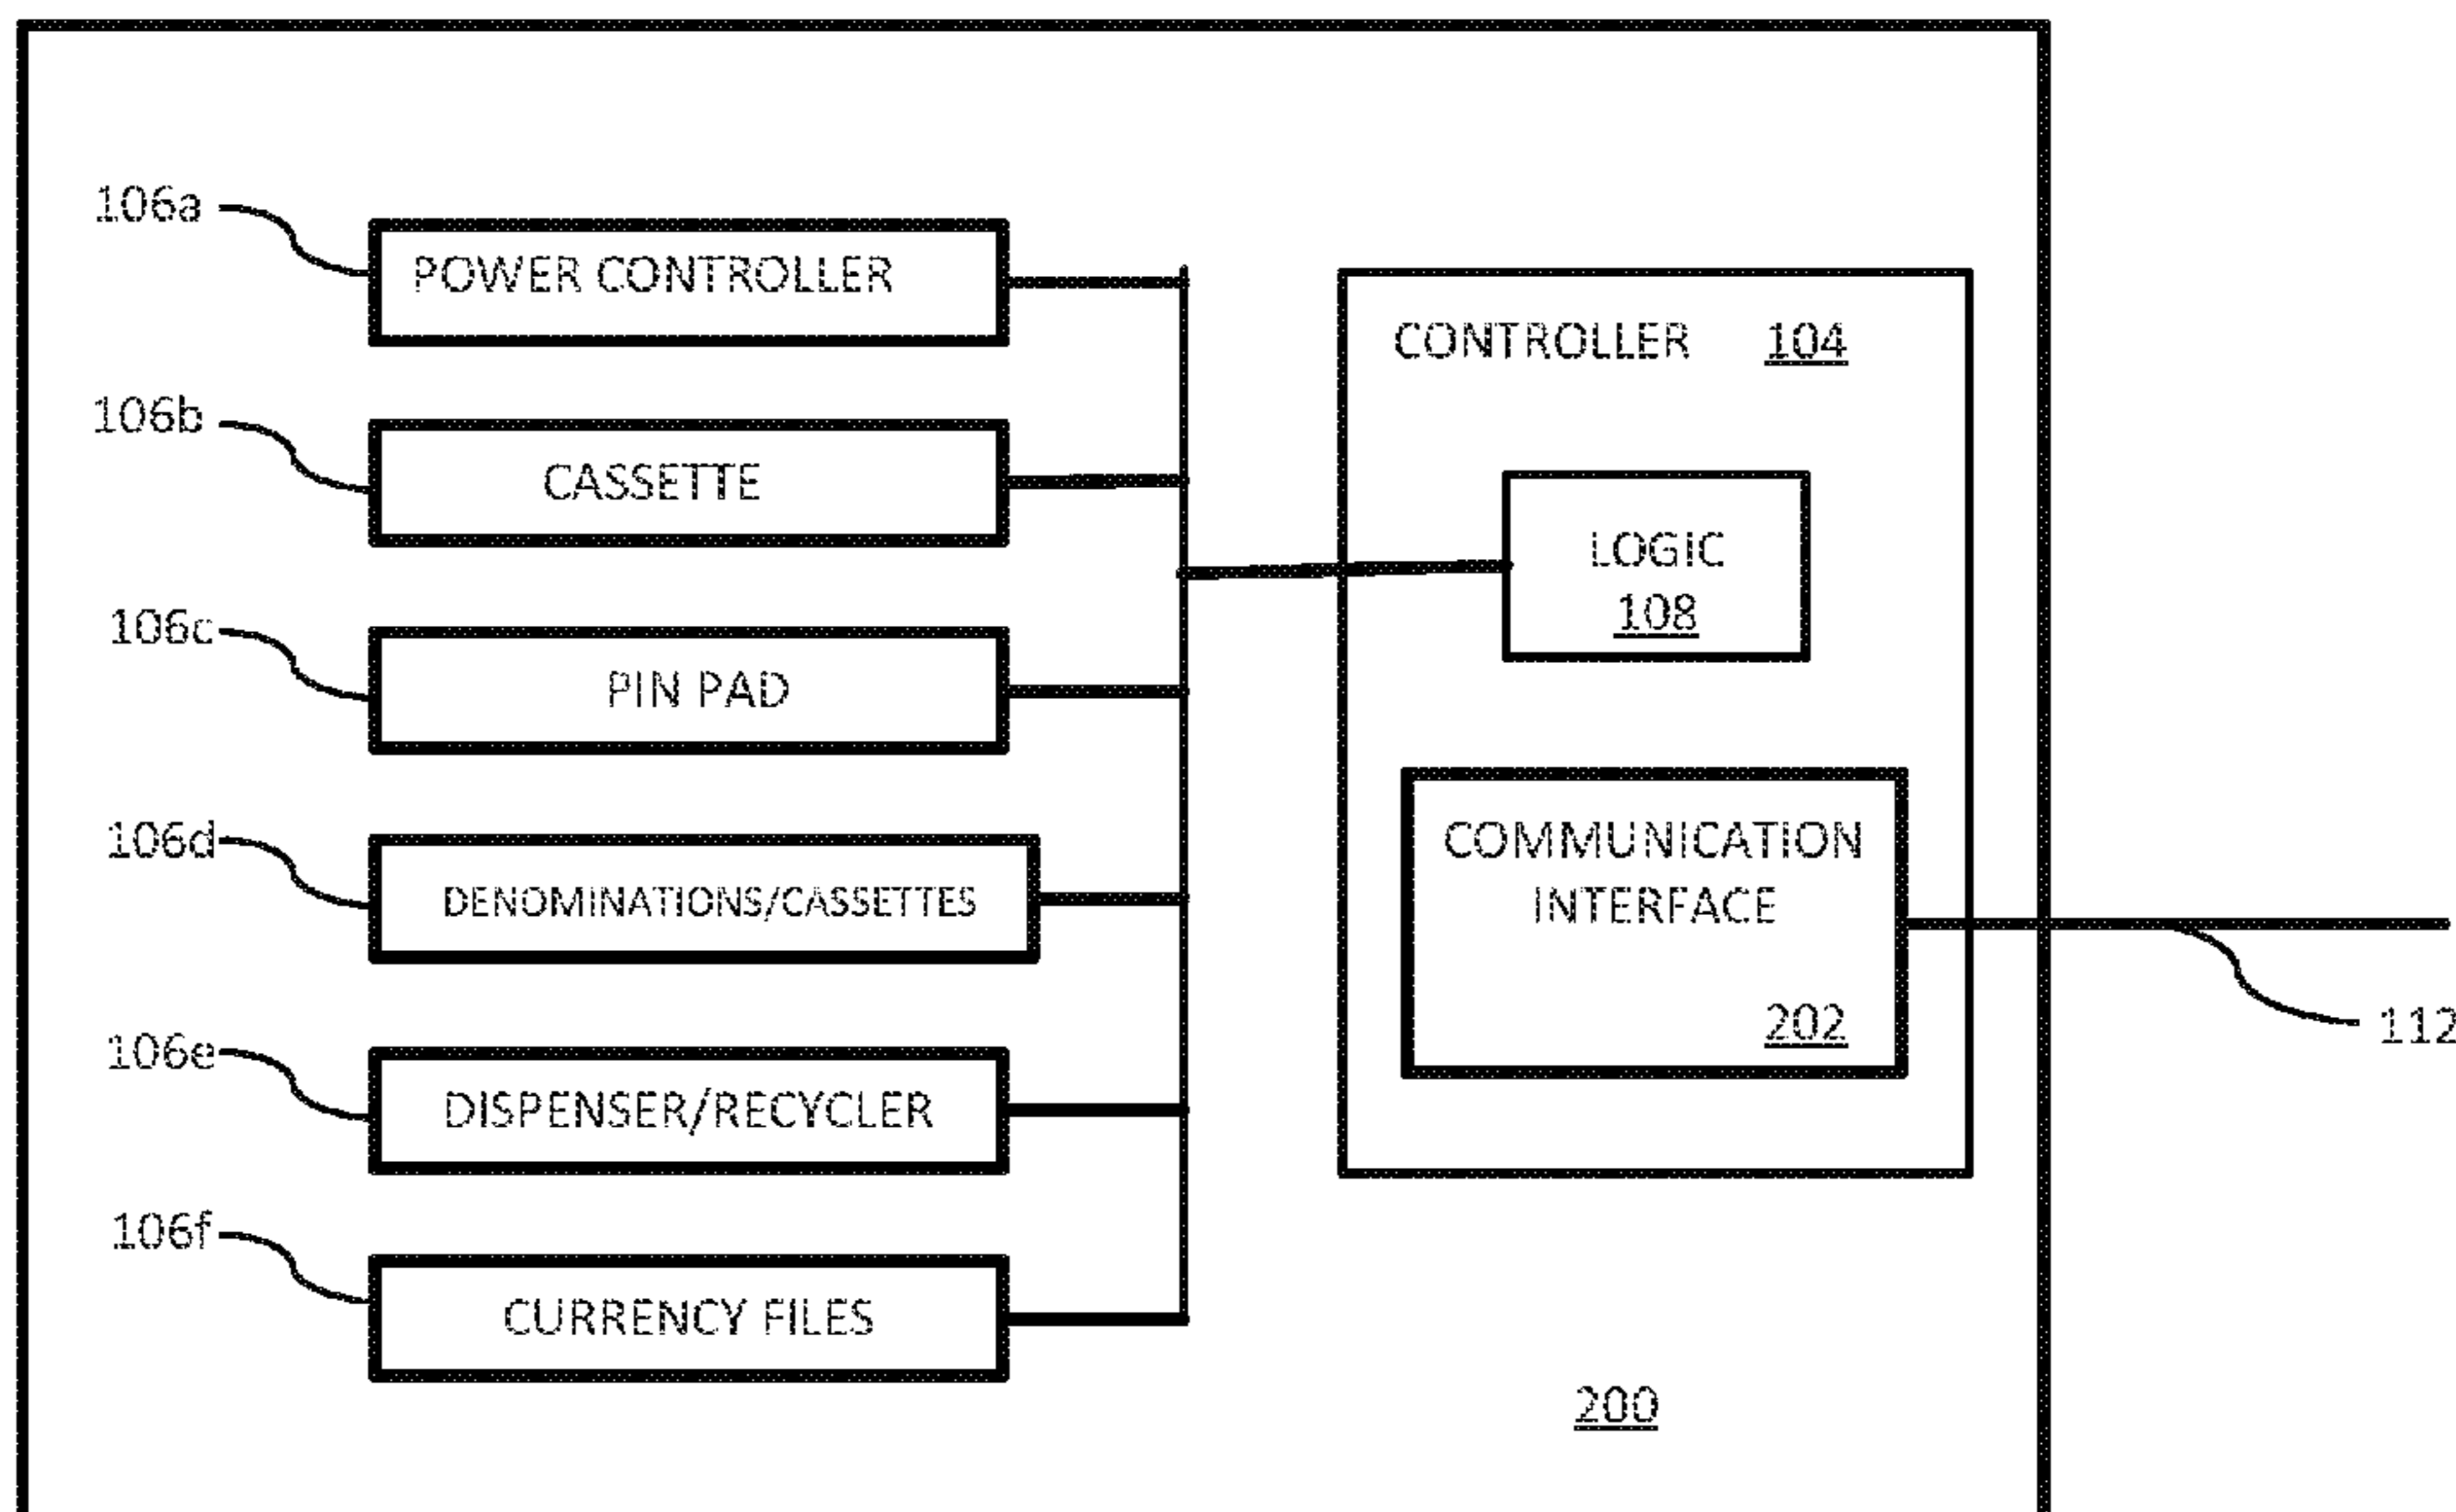 106a
POWER CONTROLLER
106b
CASSETTE
106c
PIN PAD
106d
DENOMINATIONS/CASSETTES
106e
DISPENSER/RECYCLER
106f
CURRENCY FILES
CONTROLLER 104
LOGIC
108
COMMUNICATION
INTERFACE
202
112
200